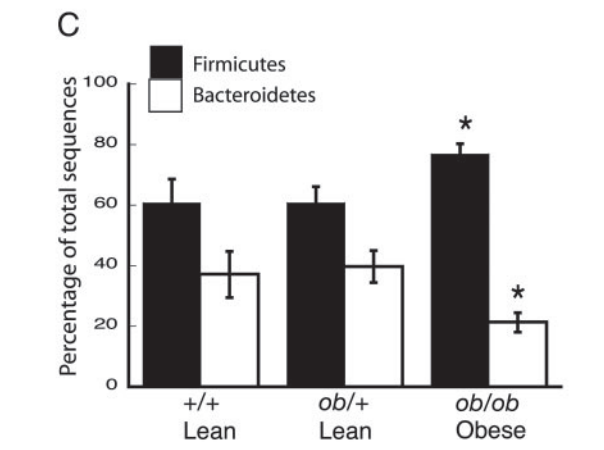 C
Firmicutes
Bacteroidetes
Percentage of total sequences
100
80
60
40
20
0
*
*
+/+ ob/+ ob/ob
Lean Lean Obese